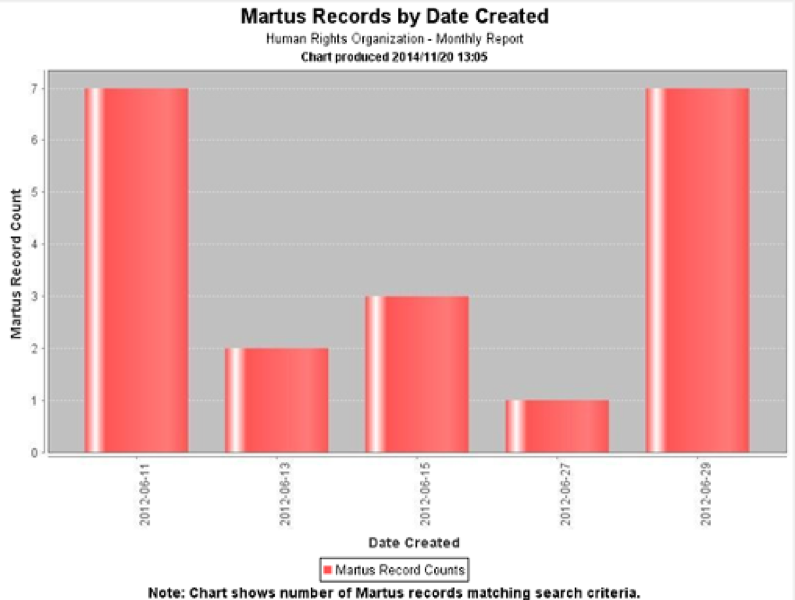 Martus Records by Date Created
Human Rights Organization - Monthly Report
Chart produced 2014/11/20 13:05
Martus Record Count
7
6
5
4
3
2
1
0
2012-06-11
2012-06-13
2012-06-15
2012-06-27
2012-06-29
Date Created
Martus Record Counts
Note: Chart shows number of Martus records matching search criteria.